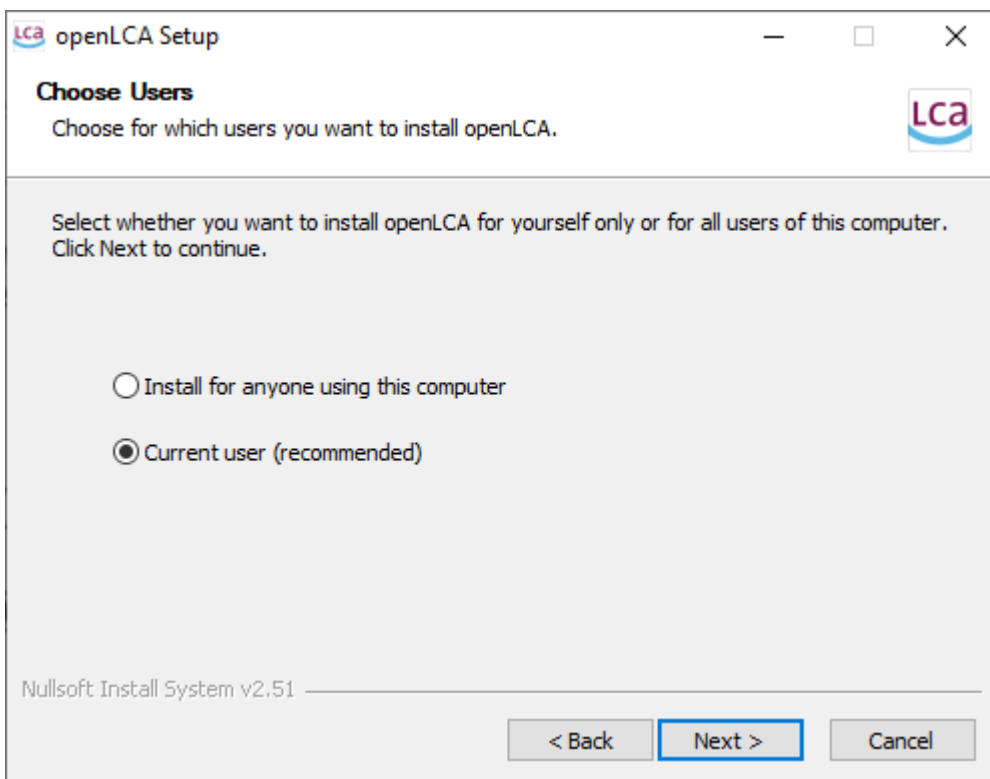 Lca openLCA Setup
Choose Users
Choose for which users you want to install openLCA.
Lca
Select whether you want to install openLCA for yourself only or for all users of this computer.
Click Next to continue.
Install for anyone using this computer
Current user (recommended)
Nullsoft Install System v2.51
< Back Next > Cancel